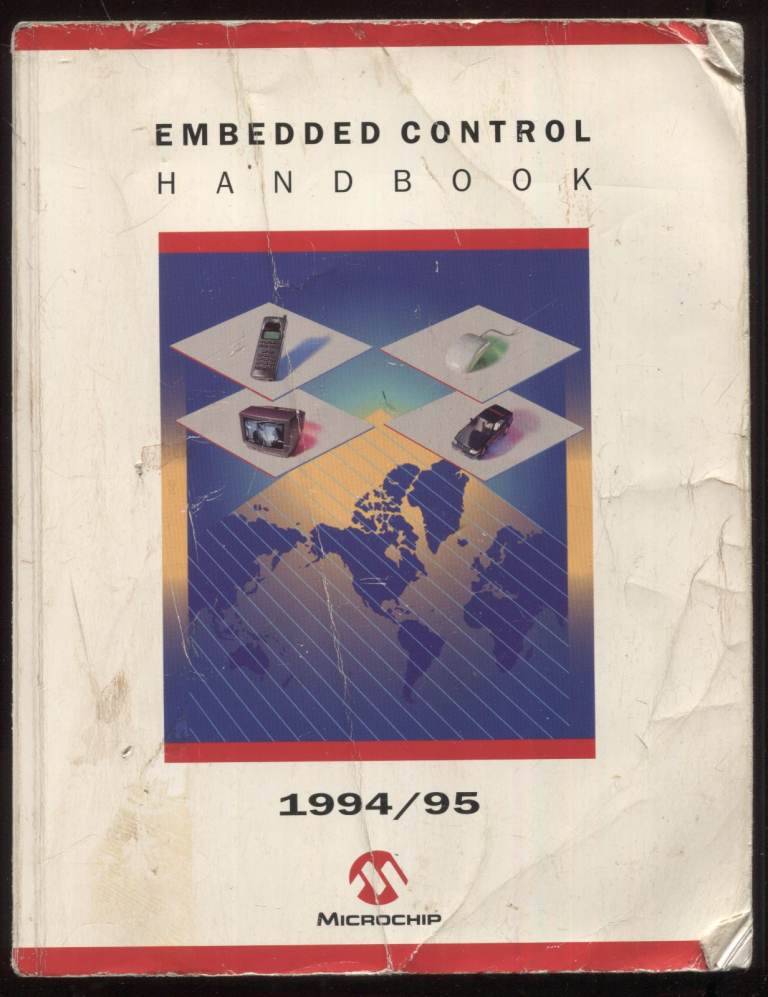 EMBEDDED CONTROL
HANDBOOK
1994/95
MICROCHIP